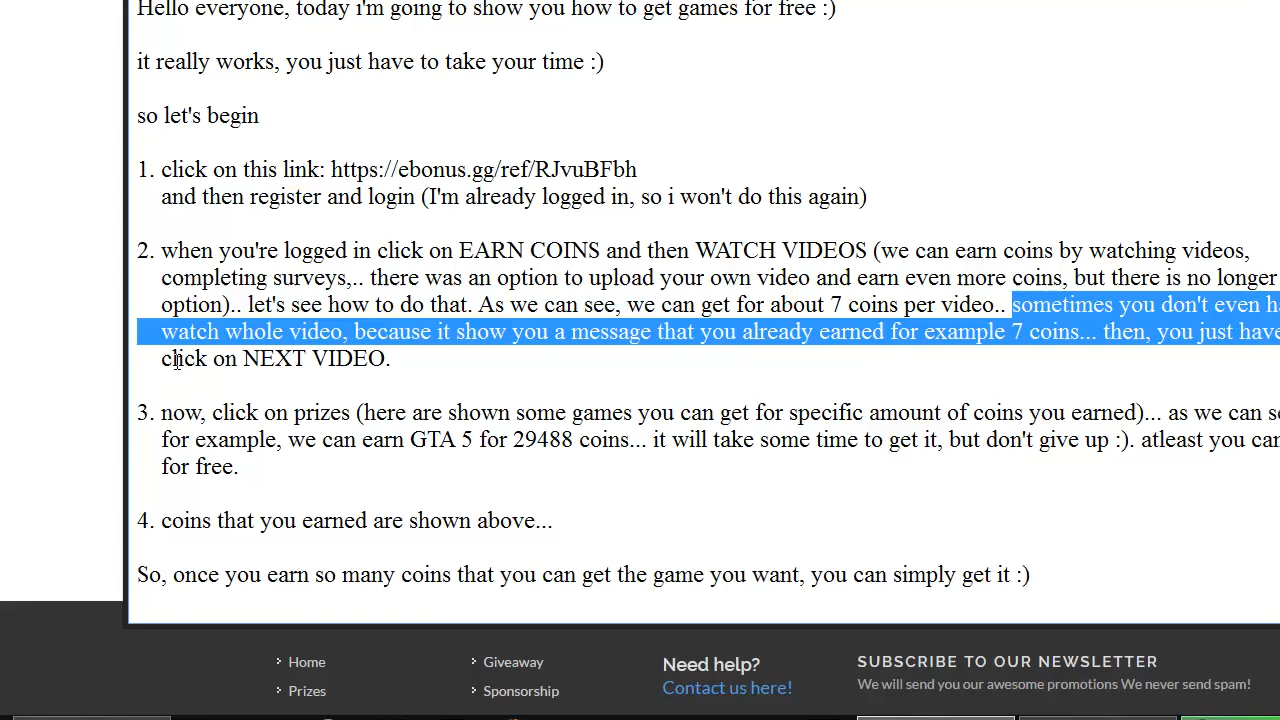 Hello everyone, today i'm going to show you how to get games for free :)
it really works, you just have to take your time :)
so let's begin
1. click on this link: https://ebonus.gg/ref/RJvuBFbh
and then register and login (I'm already logged in, so i won't do this again)
2. when you're logged in click on EARN COINS and then WATCH VIDEOS (we can earn coins by watching videos,
completing surveys,.. there was an option to upload your own video and earn even more coins, but there is no longer
option).. let's see how to do that. As we can see, we can get for about 7 coins per video.. sometimes you don't even
watch whole video, because it show you a message that you already earned for example 7 coins... then, you just have
click on NEXT VIDEO.
3. now, click on prizes (here are shown some games you can get for specific amount of coins you earned)... as we can
for example, we can earn GTA 5 for 29488 coins... it will take some time to get it, but don't give up :). atleast you can
for free.
4. coins that you earned are shown above...
So, once you earn so many coins that you can get the game you want, you can simply get it :)
Home Giveaway Need help? SUBSCRIBE TO OUR NEWSLETTER
Prizes Sponsorship Contact us here! We will send you our awesome promotions We never send spam!